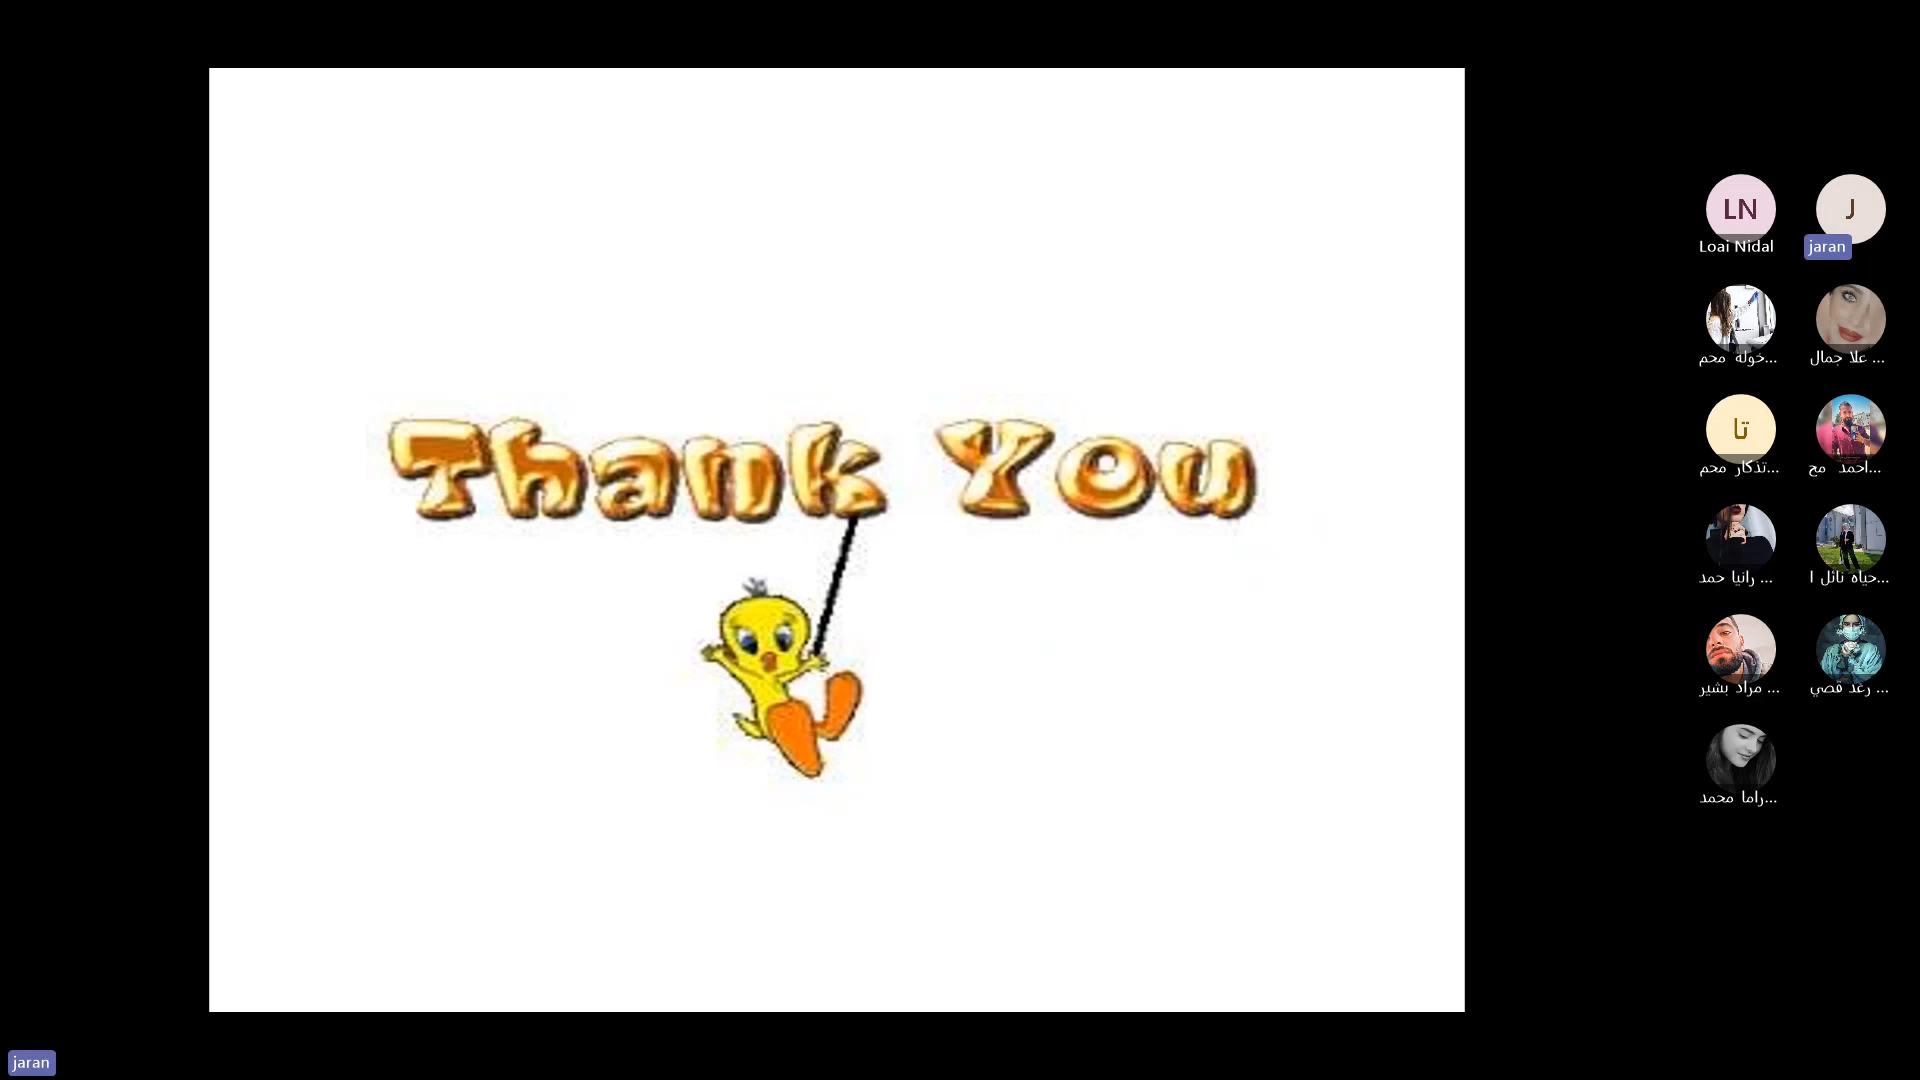 Thank You
LN
Loai Nidal
J
jaran
خوله محم...
علا جمال ...
تا
تذكار محم...
احمد مح...
رانيا حمد ...
حياه نائل ا...
مراد بشير ...
رغد قصي ...
راما محمد...
jaran